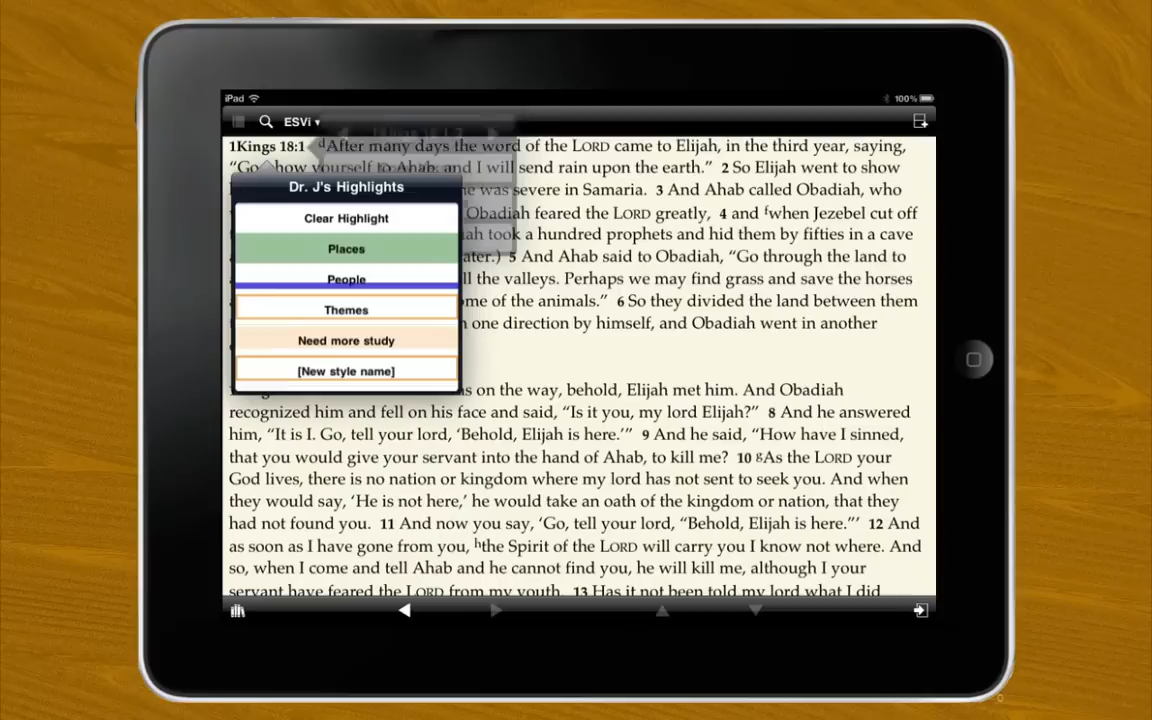 iPad
100%
ESVi
1Kings 18:1 dAfter many days the word of the LORD came to Elijah, in the third year, saying,
“Go, show yourself to Ahab, and I will send rain upon the earth.” 2 So Elijah went to show
Dr. J's Highlights
Clear Highlight
Places
People
Themes
Need more study
[New style name]
he was severe in Samaria. 3 And Ahab called Obadiah, who
Obadiah feared the LORD greatly, 4 and fwhen Jezebel cut off
took a hundred prophets and hid them by fifties in a cave
5 And Ahab said to Obadiah, “Go through the land to
the valleys. Perhaps we may find grass and save the horses
of the animals.” 6 So they divided the land between them
one direction by himself, and Obadiah went in another
on the way, behold, Elijah met him. And Obadiah
recognized him and fell on his face and said, “Is it you, my lord Elijah?” 8 And he answered
him, “It is I. Go, tell your lord, ‘Behold, Elijah is here.’” 9 And he said, “How have I sinned,
that you would give your servant into the hand of Ahab, to kill me? 10 gAs the LORD your
God lives, there is no nation or kingdom where my lord has not sent to seek you. And when
they would say, ‘He is not here,’ he would take an oath of the kingdom or nation, that they
had not found you. 11 And now you say, ‘Go, tell your lord, “Behold, Elijah is here.”’ 12 And
as soon as I have gone from you, hthe Spirit of the LORD will carry you I know not where. And
so, when I come and tell Ahab and he cannot find you, he will kill me, although I your
servant have feared the LORD from my youth. 13 Has it not been told my lord what I did